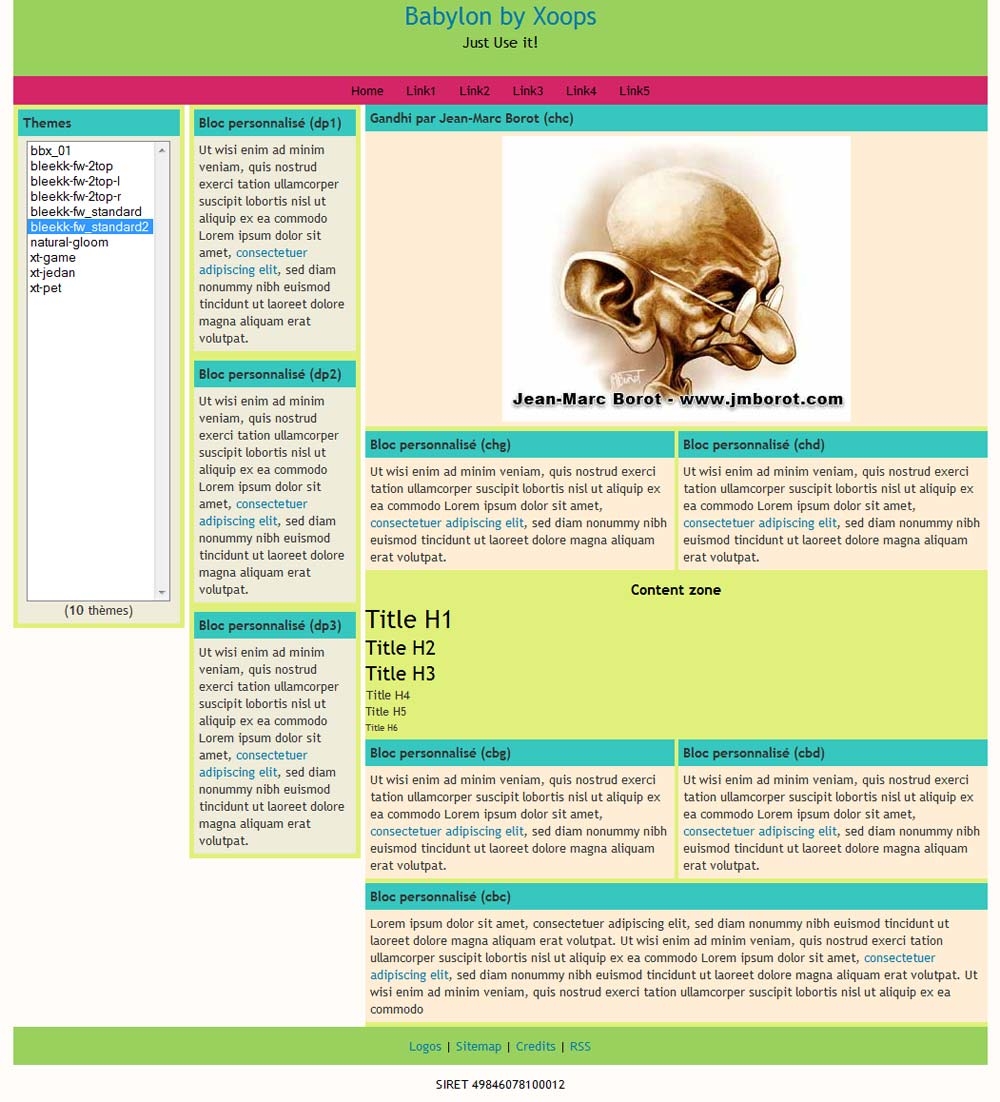 Babylon by Xoops
Just Use it!
Home Link1 Link2 Link3 Link4 Link5
Themes
bbx_01
bleekk-fw-2top
bleekk-fw-2top-l
bleekk-fw-2top-r
bleekk-fw_standard
bleekk-fw_standard2
natural-gloom
xt-game
xt-jedan
xt-pet
(10 thèmes)
Bloc personnalisé (dp1)
Ut wisi enim ad minim
veniam, quis nostrud
exerci tation ullamcorper
suscipit lobortis nisl ut
aliquip ex ea commodo
Lorem ipsum dolor sit
amet, consectetuer
adipiscing elit, sed diam
nonummy nibh euismod
tincidunt ut laoreet dolore
magna aliquam erat
volutpat.
Bloc personnalisé (dp2)
Ut wisi enim ad minim
veniam, quis nostrud
exerci tation ullamcorper
suscipit lobortis nisl ut
aliquip ex ea commodo
Lorem ipsum dolor sit
amet, consectetuer
adipiscing elit, sed diam
nonummy nibh euismod
tincidunt ut laoreet dolore
magna aliquam erat
volutpat.
Bloc personnalisé (dp3)
Ut wisi enim ad minim
veniam, quis nostrud
exerci tation ullamcorper
suscipit lobortis nisl ut
aliquip ex ea commodo
Lorem ipsum dolor sit
amet, consectetuer
adipiscing elit, sed diam
nonummy nibh euismod
tincidunt ut laoreet dolore
magna aliquam erat
volutpat.
Gandhi par Jean-Marc Borot (chc)
Jean-Marc Borot - www.jmborot.com
Bloc personnalisé (chg)
Ut wisi enim ad minim veniam, quis nostrud exerci
tation ullamcorper suscipit lobortis nisl ut aliquip ex
ea commodo Lorem ipsum dolor sit amet,
consectetuer adipiscing elit, sed diam nonummy nibh
euismod tincidunt ut laoreet dolore magna aliquam
erat volutpat.
Bloc personnalisé (chd)
Ut wisi enim ad minim veniam, quis nostrud exerci
tation ullamcorper suscipit lobortis nisl ut aliquip ex
ea commodo Lorem ipsum dolor sit amet,
consectetuer adipiscing elit, sed diam nonummy nibh
euismod tincidunt ut laoreet dolore magna aliquam
erat volutpat.
Content zone
Title H1
Title H2
Title H3
Title H4
Title H5
Title H6
Bloc personnalisé (cbg)
Ut wisi enim ad minim veniam, quis nostrud exerci
tation ullamcorper suscipit lobortis nisl ut aliquip ex
ea commodo Lorem ipsum dolor sit amet,
consectetuer adipiscing elit, sed diam nonummy nibh
euismod tincidunt ut laoreet dolore magna aliquam
erat volutpat.
Bloc personnalisé (cbd)
Ut wisi enim ad minim veniam, quis nostrud exerci
tation ullamcorper suscipit lobortis nisl ut aliquip ex
ea commodo Lorem ipsum dolor sit amet,
consectetuer adipiscing elit, sed diam nonummy nibh
euismod tincidunt ut laoreet dolore magna aliquam
erat volutpat.
Bloc personnalisé (cbc)
Lorem ipsum dolor sit amet, consectetuer adipiscing elit, sed diam nonummy nibh euismod tincidunt ut
laoreet dolore magna aliquam erat volutpat. Ut wisi enim ad minim veniam, quis nostrud exerci tation
ullamcorper suscipit lobortis nisl ut aliquip ex ea commodo Lorem ipsum dolor sit amet, consectetuer
adipiscing elit, sed diam nonummy nibh euismod tincidunt ut laoreet dolore magna aliquam erat volutpat. Ut
wisi enim ad minim veniam, quis nostrud exerci tation ullamcorper suscipit lobortis nisl ut aliquip ex ea
commodo
Logos | Sitemap | Credits | RSS
SIRET 49846078100012